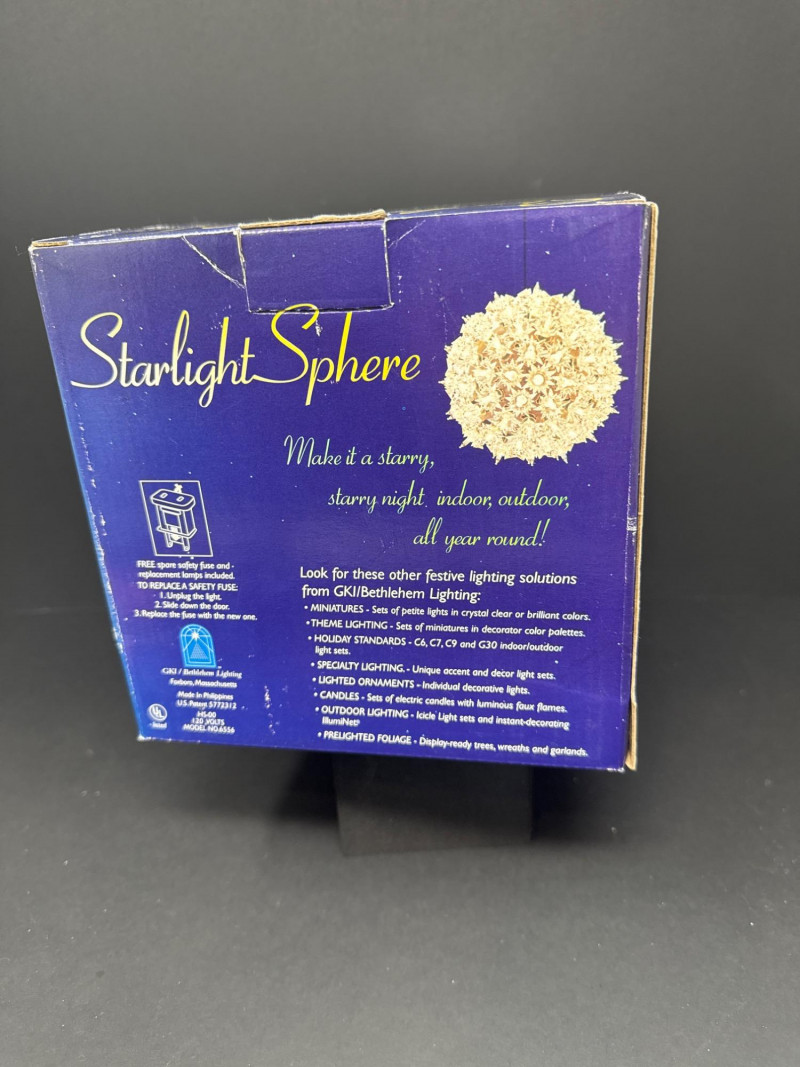 Starlight Sphere
Make it a starry,
starry night indoor, outdoor,
all year round!
FREE spare safety fuse and
replacement lamps included.
TO REPLACE A SAFETY FUSE:
1. Unplug the light.
2. Slide down the door.
3. Replace the fuse with the new one.
GKI / Bethlehem Lighting
Foxboro, Massachusetts
Made in Philippines
U.S. Patent 5772312
HS-00
120 VOLTS
MODEL NO.6556
UL
Listed
Look for these other festive lighting solutions
from GKI/Bethlehem Lighting:
• MINIATURES - Sets of petite lights in crystal clear or brilliant colors.
• THEME LIGHTING - Sets of miniatures in decorator color palettes.
• HOLIDAY STANDARDS - C6, C7, C9 and G30 indoor/outdoor
light sets.
• SPECIALTY LIGHTING - Unique accent and decor light sets.
• LIGHTED ORNAMENTS - Individual decorative lights.
• CANDLES - Sets of electric candles with luminous faux flames.
• OUTDOOR LIGHTING - Icicle Light sets and instant-decorating
IllumiNet®
• PRELIGHTED FOLIAGE - Display-ready trees, wreaths and garlands.